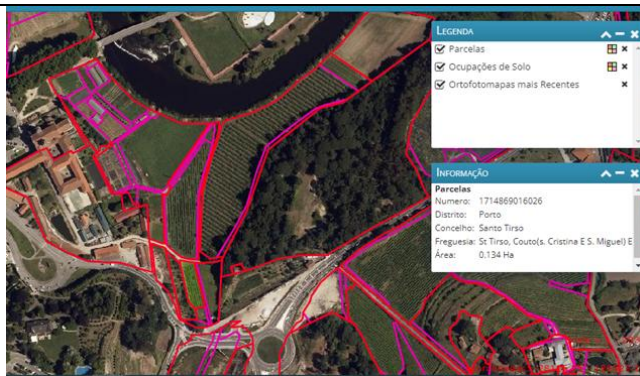 LEGENDA
Parcelas
Ocupações de Solo
Ortofotomapas mais Recentes
INFORMAÇÃO
Parcelas
Numero: 1714869016026
Distrito: Porto
Concelho: Santo Tirso
Freguesia: St Tirso, Couto(s. Cristina E S. Miguel) E
Área: 0.134 Ha